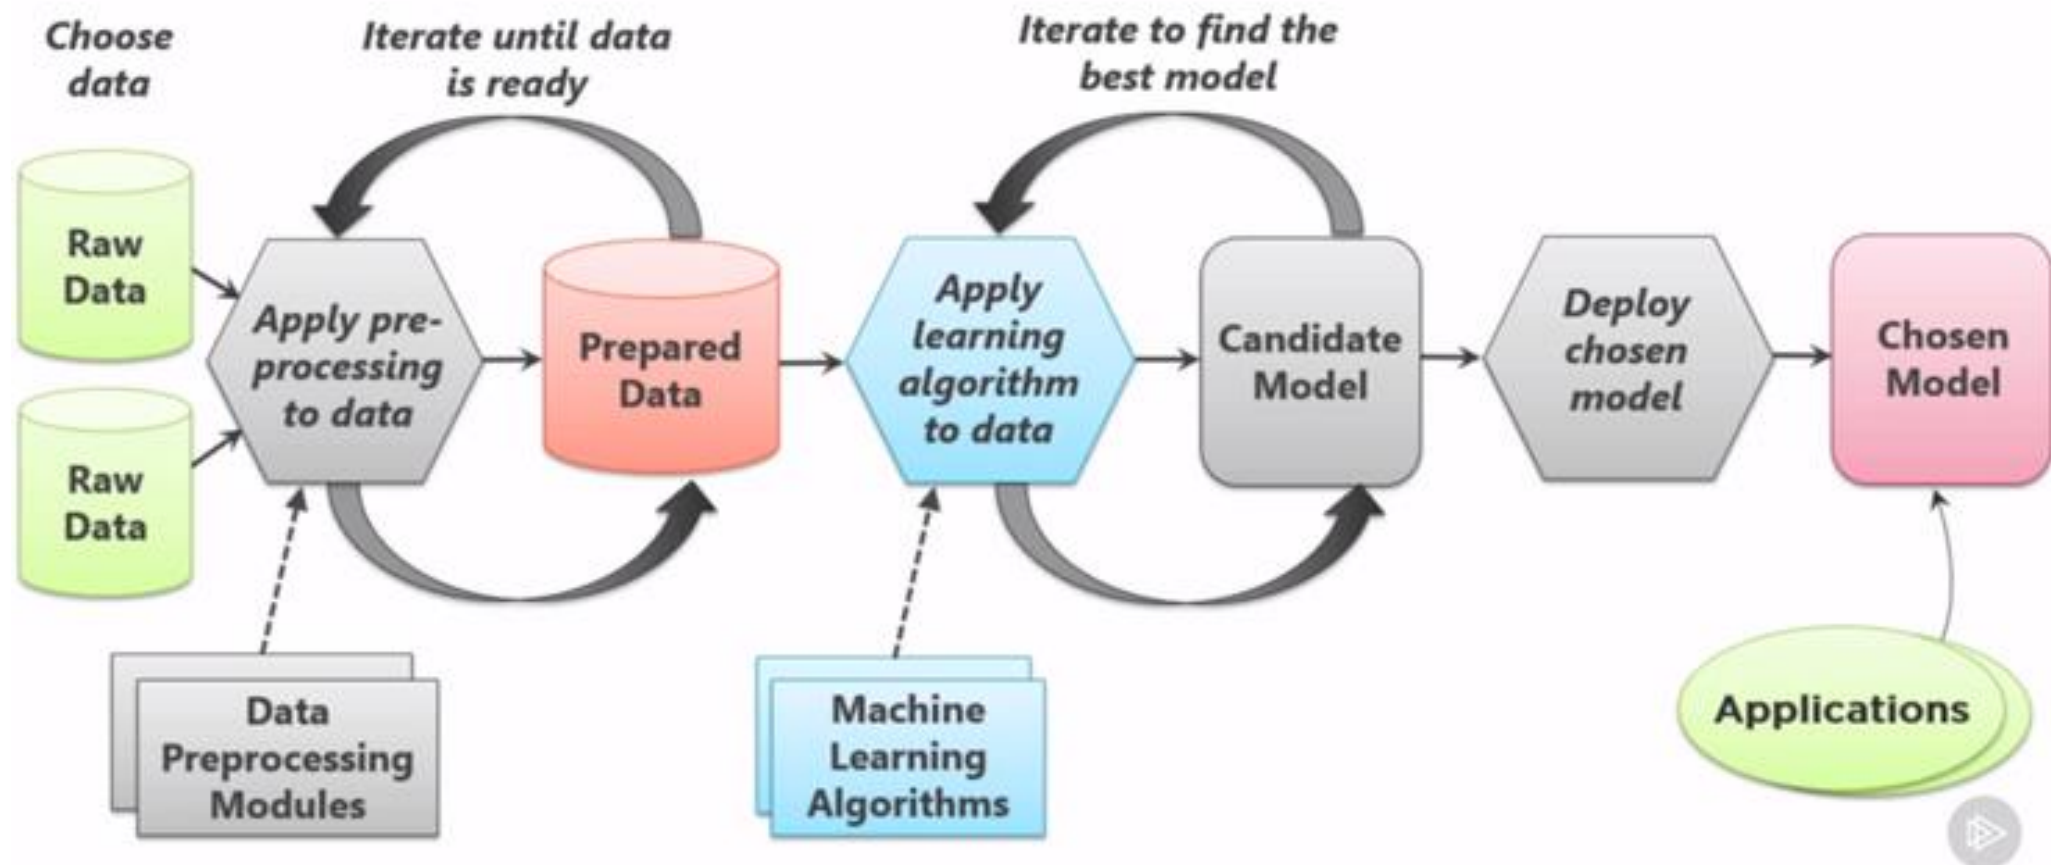 Choose
data
Iterate until data
is ready
Iterate to find the
best model
Raw
Data
Raw
Data
Apply pre-
processing
to data
Prepared
Data
Apply
learning
algorithm
to data
Candidate
Model
Deploy
chosen
model
Chosen
Model
Data
Preprocessing
Modules
Machine
Learning
Algorithms
Applications